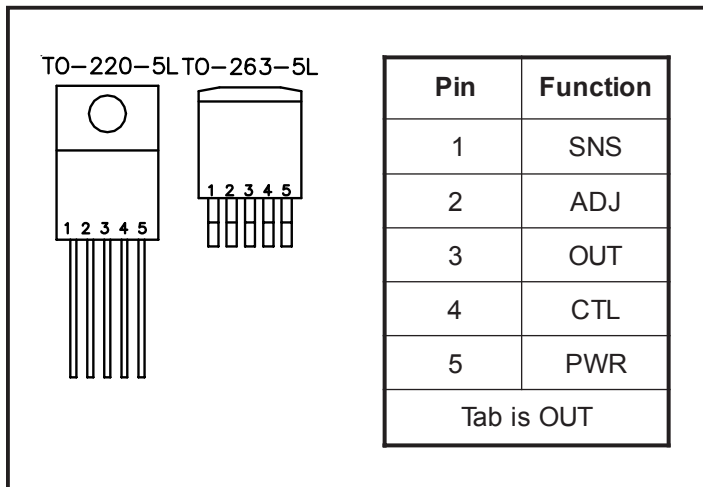 TO-220-5L TO-263-5L
1 2 3 4 5
1 2 3 4 5
Pin Function
1 SNS
2 ADJ
3 OUT
4 CTL
5 PWR
Tab is OUT